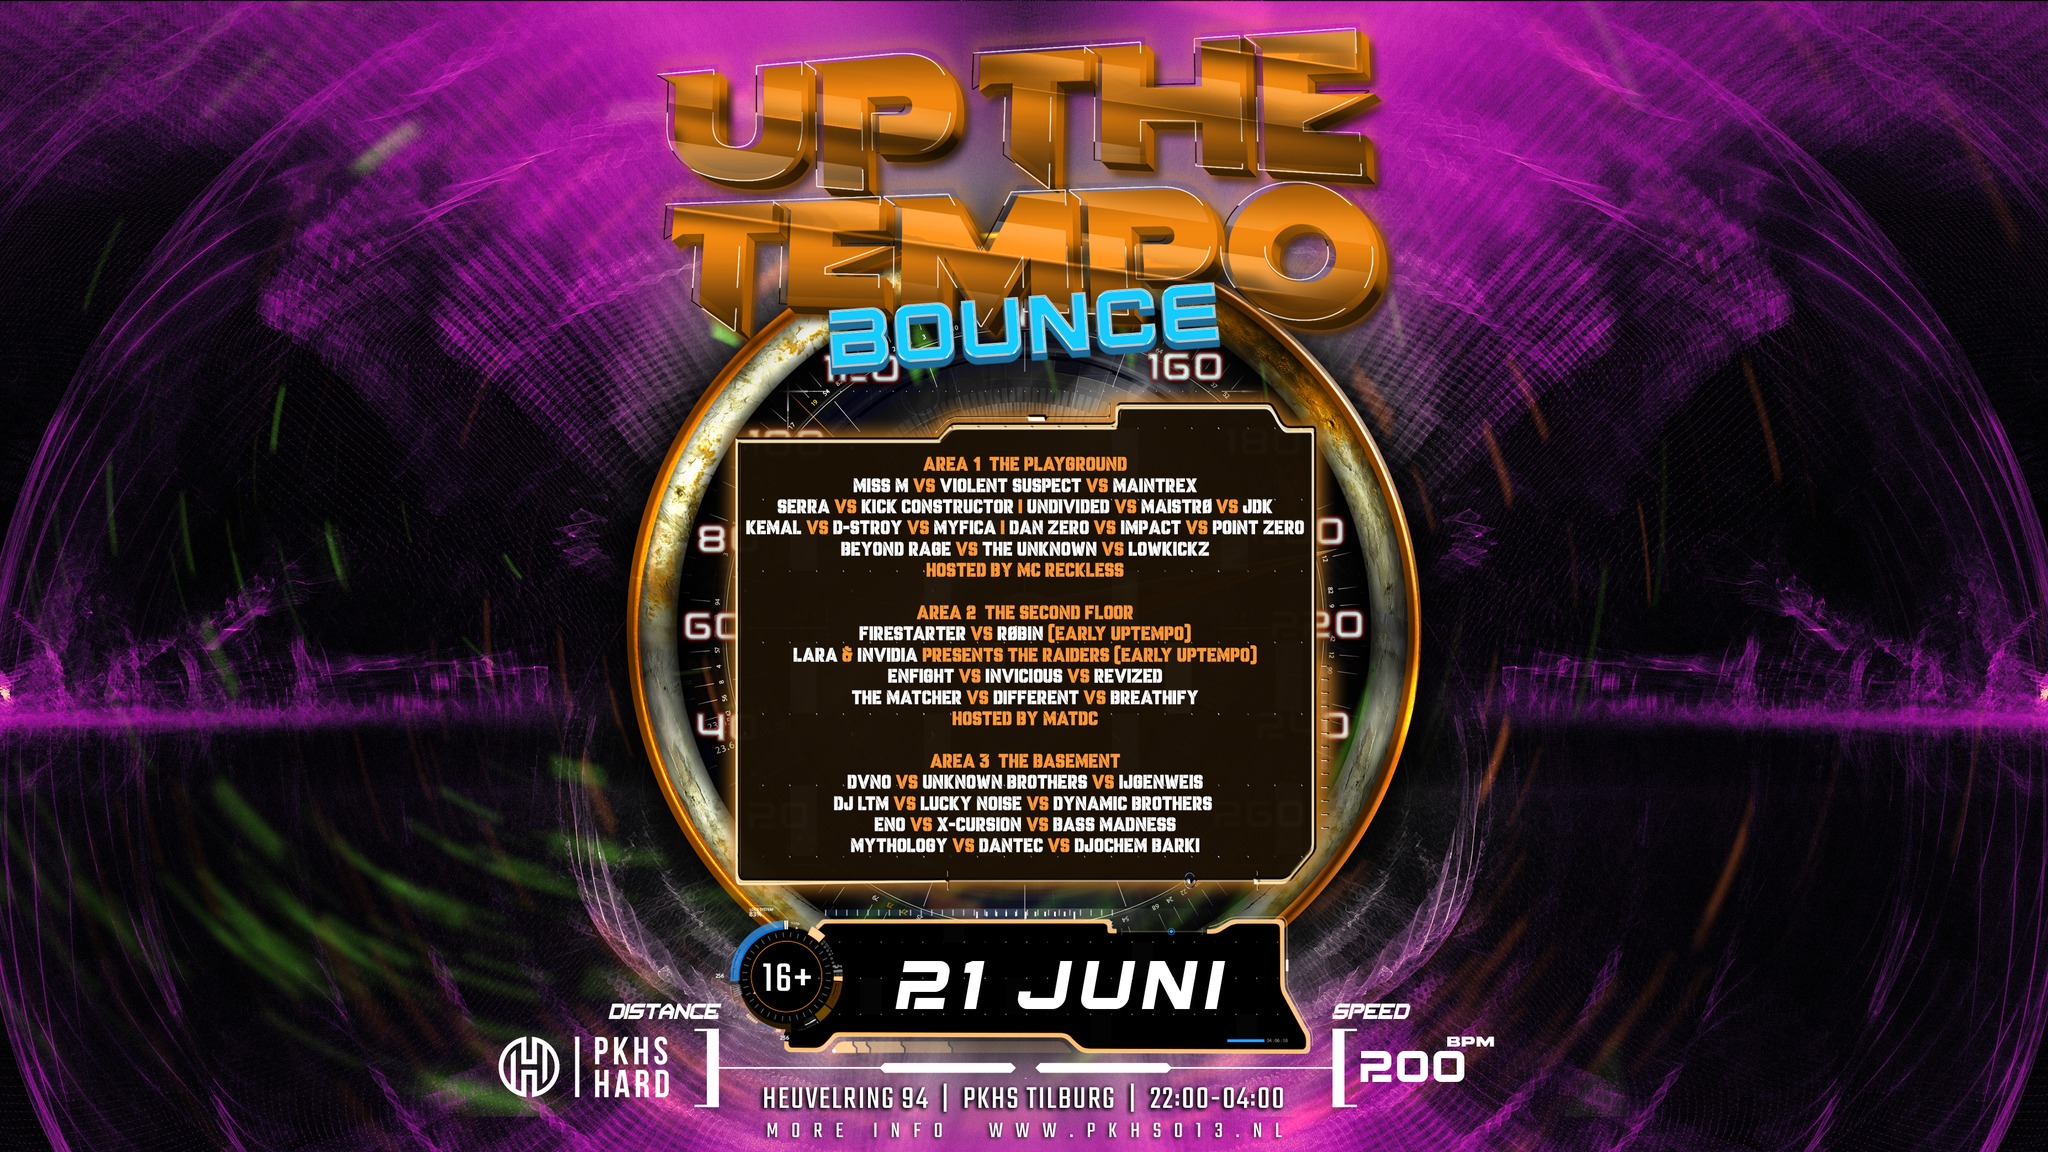 UP THE
TEMPO
BOUNCE
160
AREA 1 THE PLAYGROUND
MISS M VS VIOLENT SUSPECT VS MAINTREX
SERRA VS KICK CONSTRUCTOR | UNDIVIDED VS MAISTRØ VS JDK
KEMAL VS D-STROY VS MYFICA | DAN ZERO VS IMPACT VS POINT ZERO
BEYOND RAGE VS THE UNKNOWN VS LOWKICKZ
HOSTED BY MC RECKLESS
60
AREA 2 THE SECOND FLOOR
FIRESTARTER VS RØBIN (EARLY UPTEMPO)
LARA & INVIDIA PRESENTS THE RAIDERS (EARLY UPTEMPO)
ENFIGHT VS INVICIOUS VS REVIZED
THE MATCHER VS DIFFERENT VS BREATHIFY
HOSTED BY MATDC
AREA 3 THE BASEMENT
DVNO VS UNKNOWN BROTHERS VS IJGENWEIS
DJ LTM VS LUCKY NOISE VS DYNAMIC BROTHERS
ENO VS X-CURSION VS BASS MADNESS
MYTHOLOGY VS DANTEC VS DJOCHEM BARKI
16+
21 JUNI
DISTANCE
PKHS
HARD
SPEED
200 BPM
HEUVELRING 94 | PKHS TILBURG | 22:00-04:00
MORE INFO WWW.PKHS013.NL